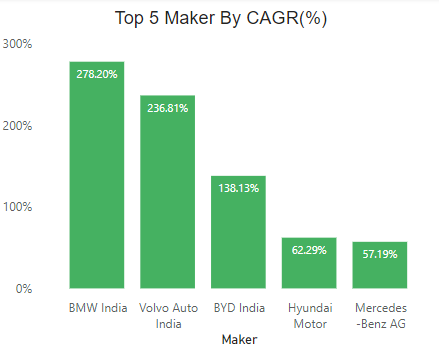 Top 5 Maker By CAGR(%)
300%
278.20%
236.81%
200%
138.13%
100%
62.29%
57.19%
0%
BMW India
Volvo Auto
India
BYD India
Hyundai
Motor
Mercedes
-Benz AG
Maker